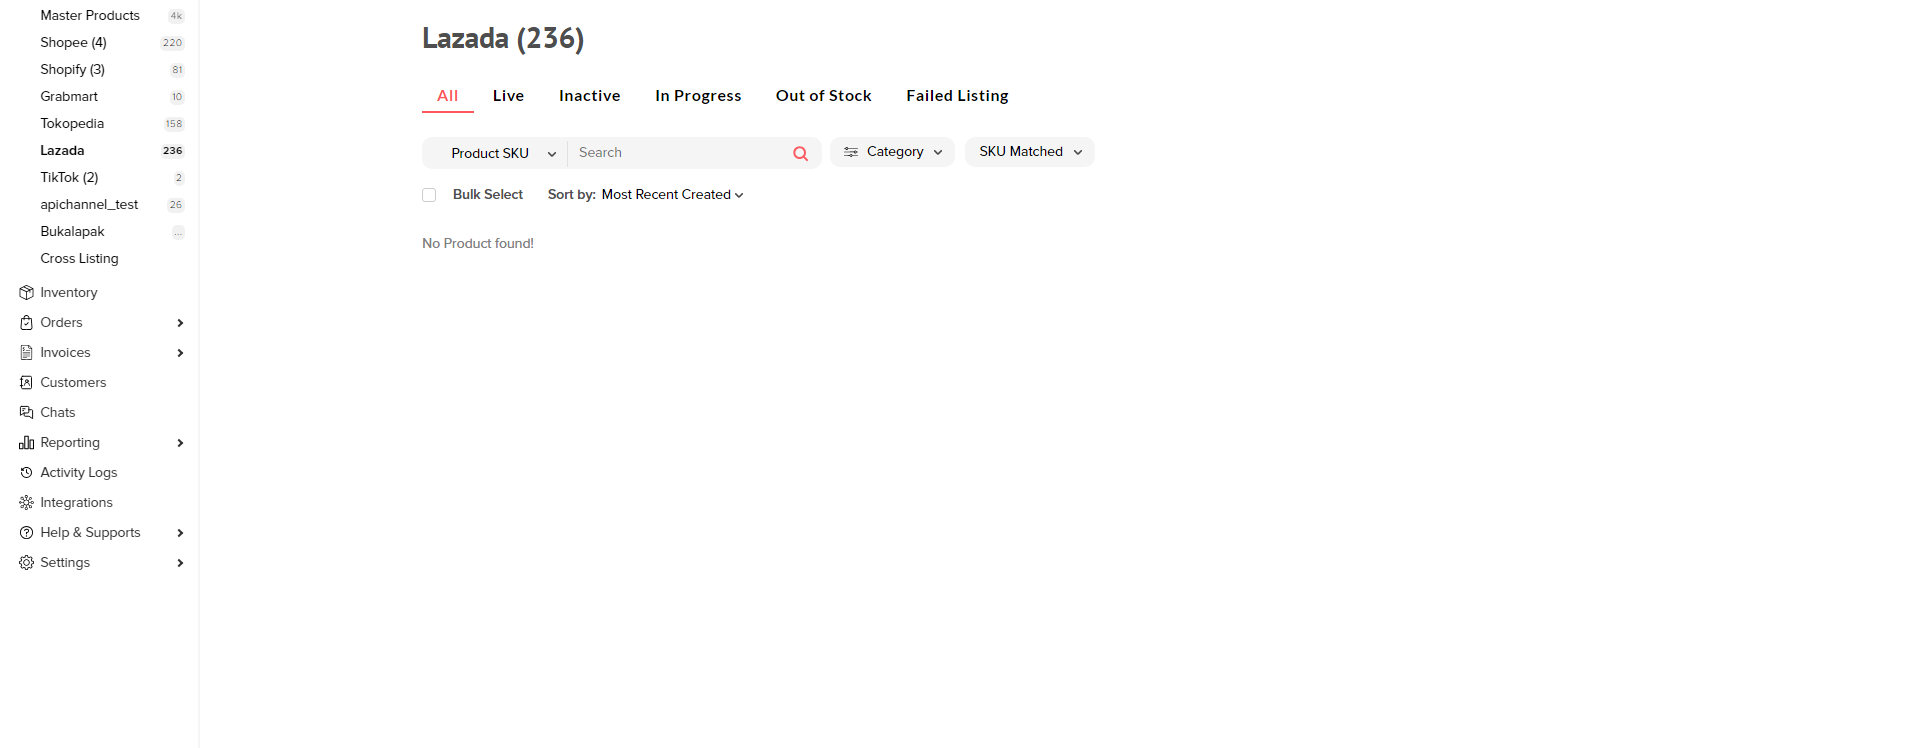 Master Products 4k
Shopee (4) 220
Shopify (3) 81
Grabmart 10
Tokopedia 158
Lazada 236
TikTok (2) 2
apichannel_test 26
Bukalapak ...
Cross Listing
Inventory
Orders
Invoices
Customers
Chats
Reporting
Activity Logs
Integrations
Help & Supports
Settings
Lazada (236)
All Live Inactive In Progress Out of Stock Failed Listing
Product SKU Search Category SKU Matched
Bulk Select Sort by: Most Recent Created
No Product found!